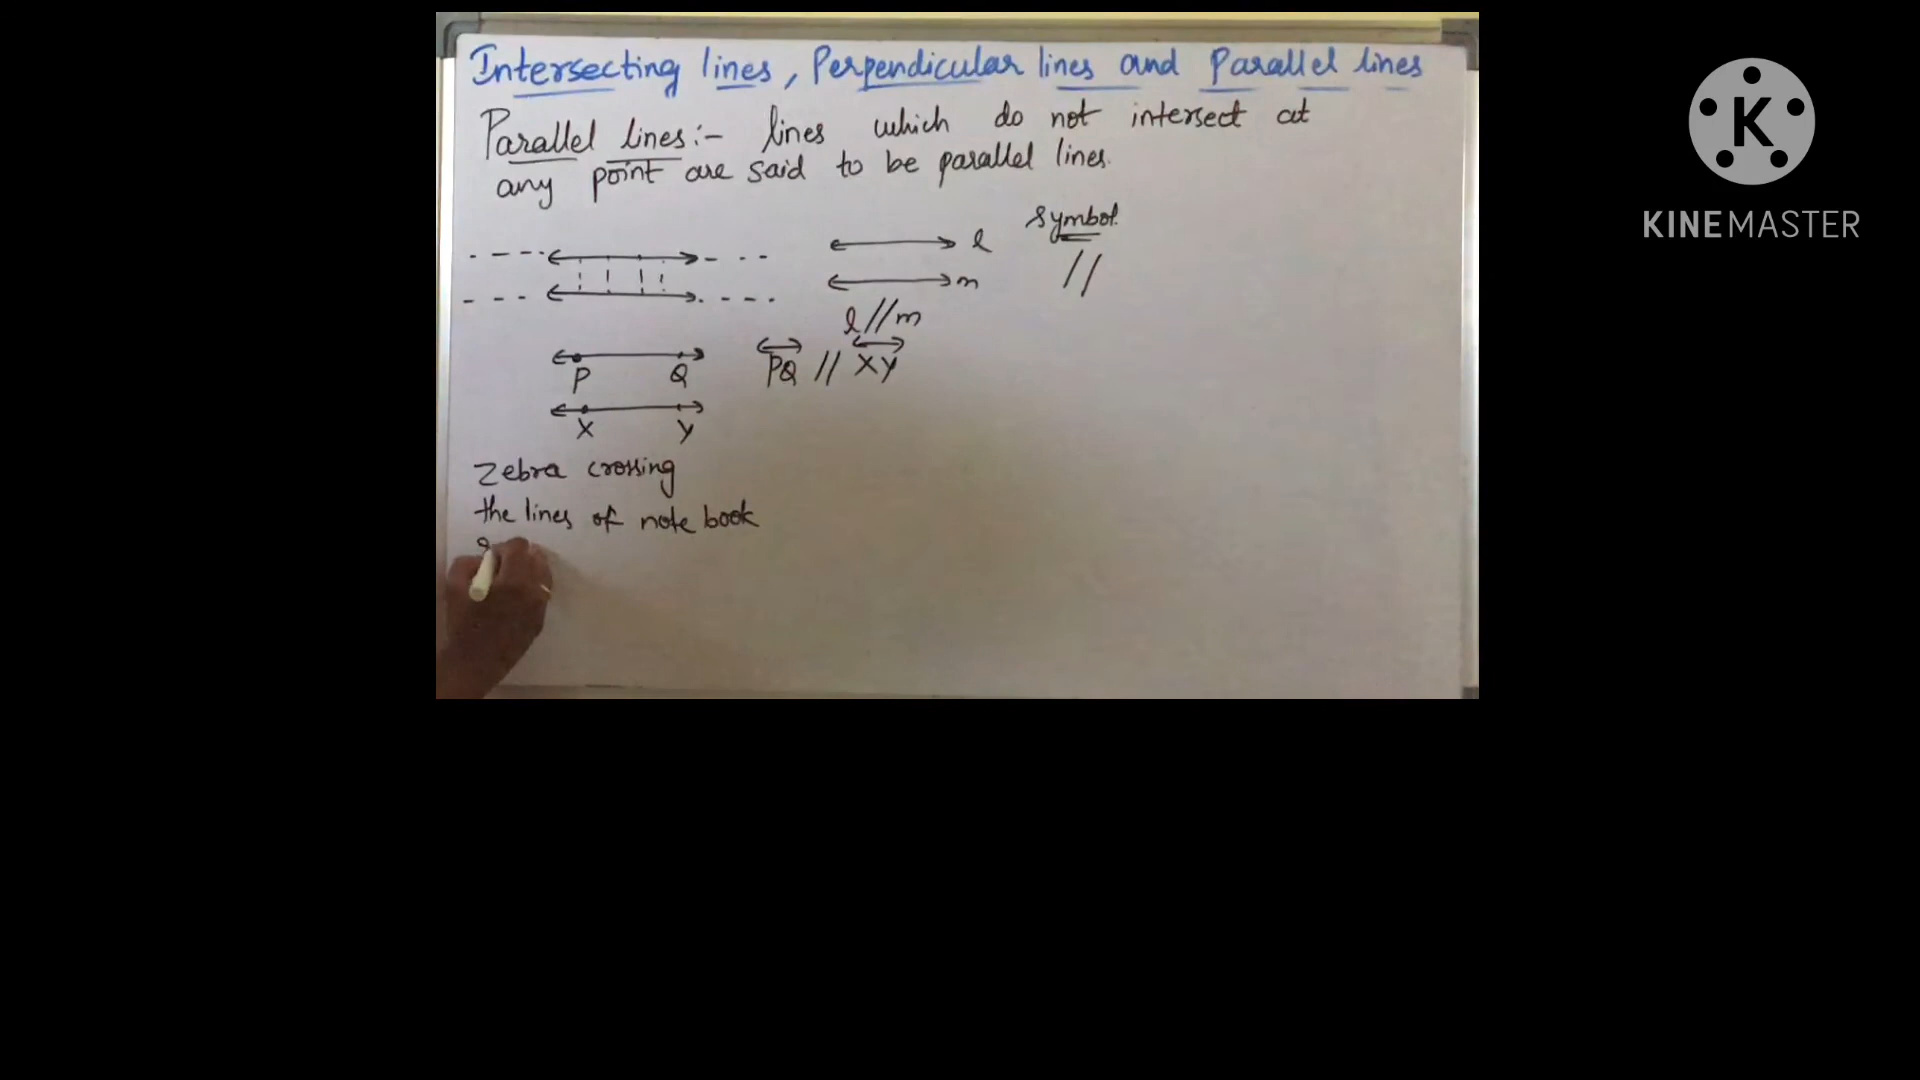 Intersecting lines, Perpendicular lines and Parallel lines
Parallel lines:- lines which do not intersect at
any point are said to be parallel lines.
symbol
l
//
m
l//m
P Q
PQ // XY
X Y
Zebra crossing
the lines of note book
KINEMASTER